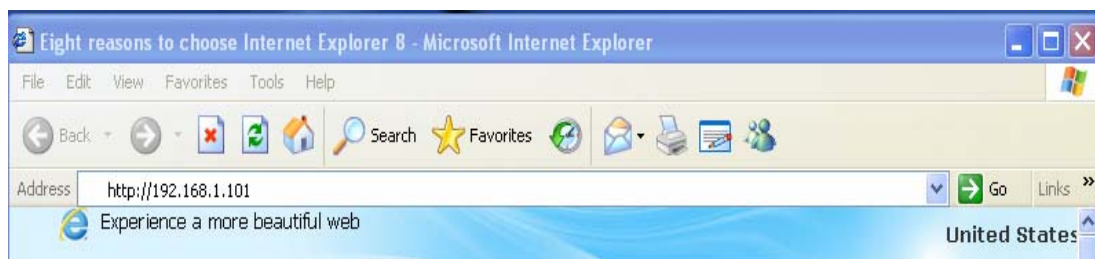 Eight reasons to choose Internet Explorer 8 - Microsoft Internet Explorer
File Edit View Favorites Tools Help
Back Search Favorites
Address http://192.168.1.101 Go Links »
Experience a more beautiful web
United States